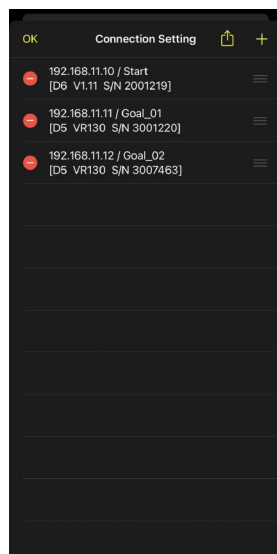 OK
Connection Setting
192.168.11.10 / Start
[D6 V1.11 S/N 2001219]
192.168.11.11 / Goal_01
[D5 VR130 S/N 3001220]
192.168.11.12 / Goal_02
[D5 VR130 S/N 3007463]